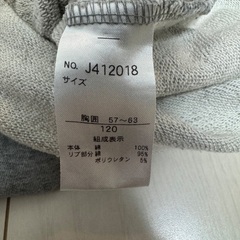 NO. J412018
サイズ
胸囲 57~63
120
組成表示
本体 綿 100%
リブ部分 綿 95%
ポリウレタン 5%